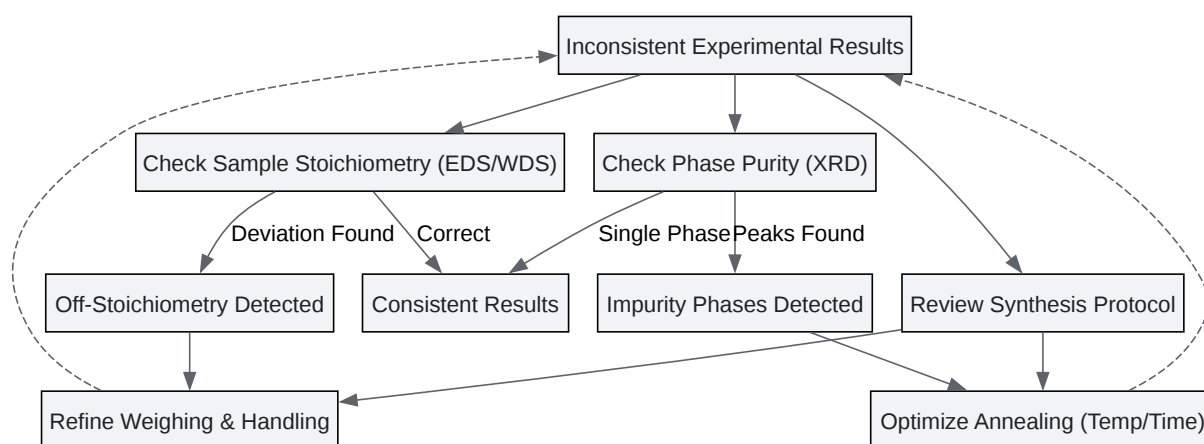 Inconsistent Experimental Results
Check Sample Stoichiometry (EDS/WDS)
Check Phase Purity (XRD)
Deviation Found
Correct
Single Phase
Peaks Found
Off-Stoichiometry Detected
Consistent Results
Impurity Phases Detected
Review Synthesis Protocol
Refine Weighing & Handling
Optimize Annealing (Temp/Time)